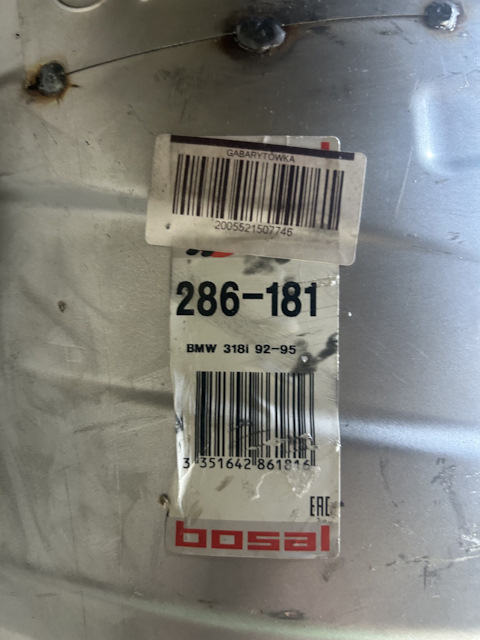 GABARYTÓWKA
2005521507746
286-181
BMW 318i 92-95
3 351642 861816
EAC
bosal